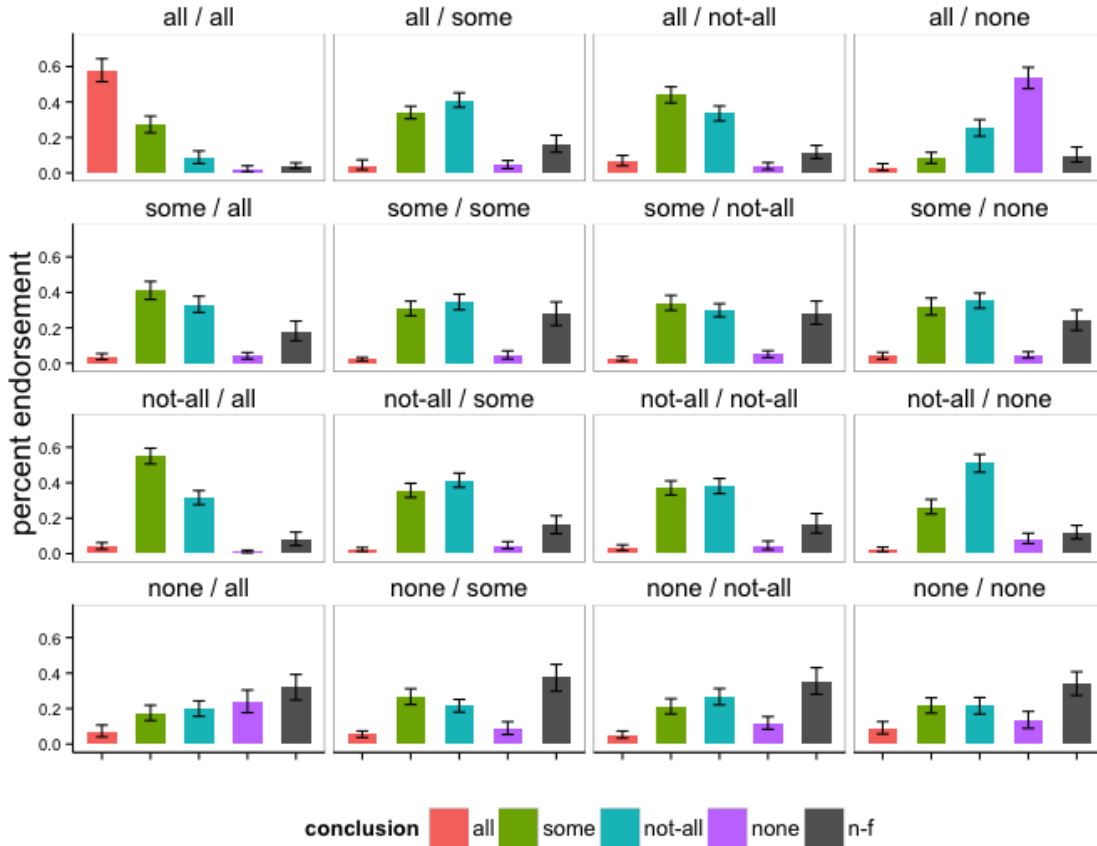 all / all all / some all / not-all all / none
0.6
0.4
0.2
0.0
some / all some / some some / not-all some / none
0.6
0.4
0.2
0.0
not-all / all not-all / some not-all / not-all not-all / none
0.6
0.4
0.2
0.0
none / all none / some none / not-all none / none
0.6
0.4
0.2
0.0
percent endorsement
conclusion all some not-all none n-f